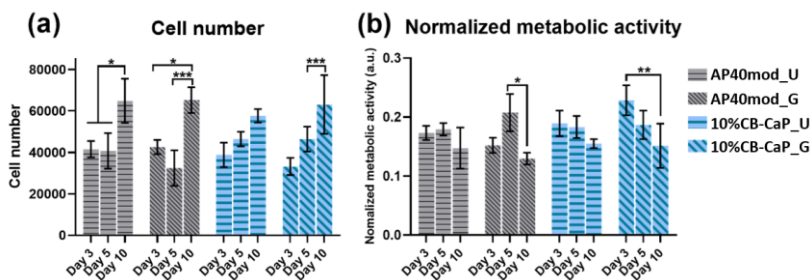 (a) Cell number
Cell number
80000
60000
40000
20000
0
* * *** ***
Day 3 Day 5 Day 10 Day 3 Day 5 Day 10 Day 3 Day 5 Day 10 Day 3 Day 5 Day 10
(b) Normalized metabolic activity
Normalized metabolic activity (a.u.)
0.3
0.2
0.1
0.0
* **
Day 3 Day 5 Day 10 Day 3 Day 5 Day 10 Day 3 Day 5 Day 10 Day 3 Day 5 Day 10
AP40mod_U
AP40mod_G
10%CB-CaP_U
10%CB-CaP_G